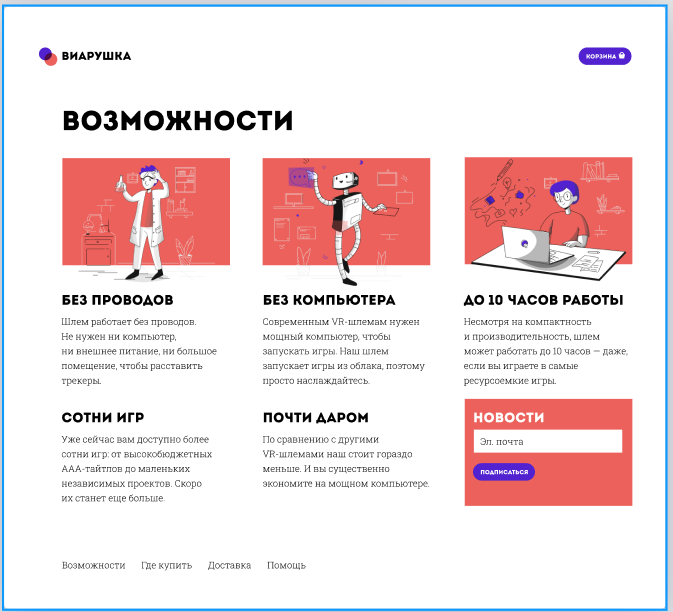 ВИАРУШКА
КОРЗИНА
ВОЗМОЖНОСТИ
БЕЗ ПРОВОДОВ
Шлем работает без проводов.
Не нужен ни компьютер,
ни внешнее питание, ни большое
помещение, чтобы расставить
трекеры.
БЕЗ КОМПЬЮТЕРА
Современным VR-шлемам нужен
мощный компьютер, чтобы
запускать игры. Наш шлем
запускает игры из облака, поэтому
просто наслаждайтесь.
ДО 10 ЧАСОВ РАБОТЫ
Несмотря на компактность
и производительность, шлем
может работать до 10 часов — даже,
если вы играете в самые
ресурсоемкие игры.
СОТНИ ИГР
Уже сейчас вам доступно более
сотни игр: от высокобюджетных
ААА-тайтлов до маленьких
независимых проектов. Скоро
их станет еще больше.
ПОЧТИ ДАРОМ
По сравнению с другими
VR-шлемами наш стоит гораздо
меньше. И вы существенно
экономите на мощном компьютере.
НОВОСТИ
Эл. почта
ПОДПИСАТЬСЯ
Возможности Где купить Доставка Помощь